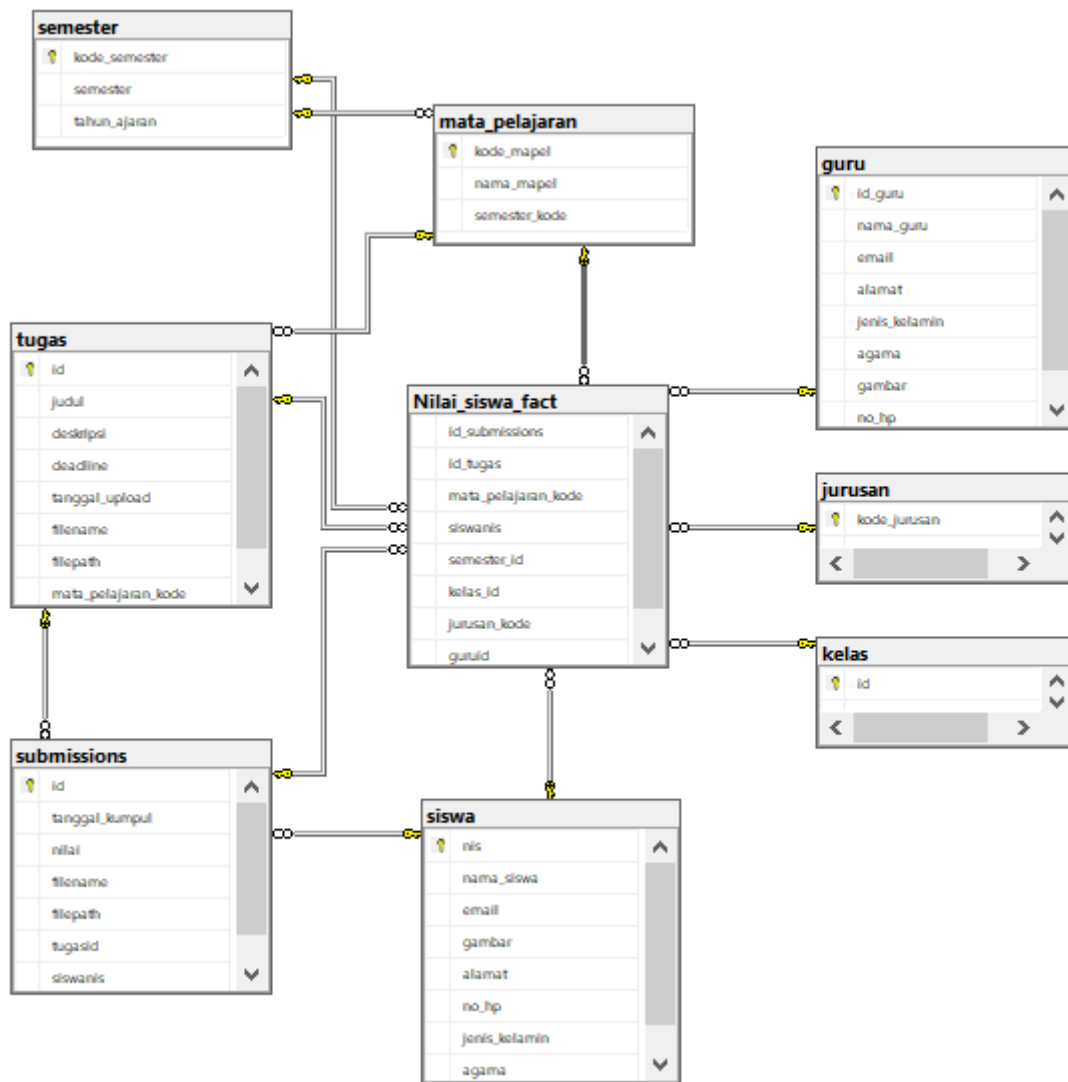 semester
kode_semester
semester
tahun_ajaran
mata_pelajaran
kode_mapel
nama_mapel
semester_kode
guru
id_guru
nama_guru
email
alamat
jenis_kelamin
agama
gambar
no_hp
tugas
id
judul
deskripsi
deadline
tanggal_upload
filename
filepath
mata_pelajaran_kode
Nilai_siswa_fact
id_submissions
id_tugas
mata_pelajaran_kode
siswanis
semester_id
kelas_id
jurusan_kode
guruid
jurusan
kode_jurusan
kelas
id
submissions
id
tanggal_kumpul
nilai
filename
filepath
tugasid
siswanis
siswa
nis
nama_siswa
email
gambar
alamat
no_hp
jenis_kelamin
agama